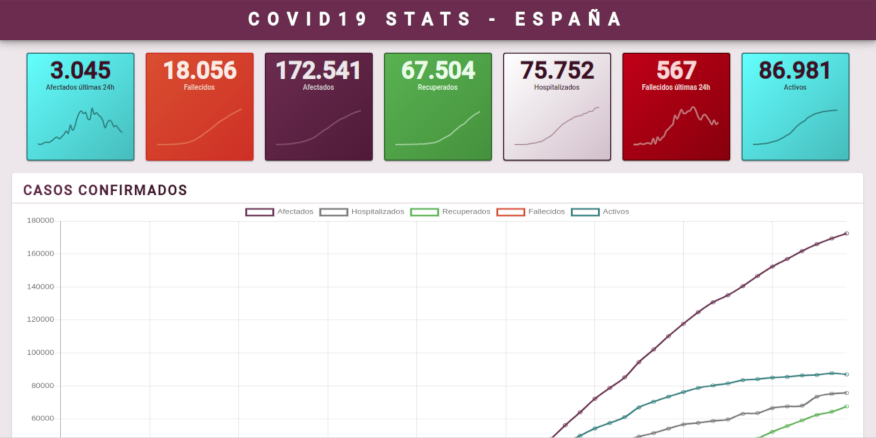 COVID19 STATS - ESPAÑA
3.045
Afectados últimas 24h
18.056
Fallecidos
172.541
Afectados
67.504
Recuperados
75.752
Hospitalizados
567
Fallecidos últimas 24h
86.981
Activos
CASOS CONFIRMADOS
Afectados Hospitalizados Recuperados Fallecidos Activos
180000
160000
140000
120000
100000
80000
60000